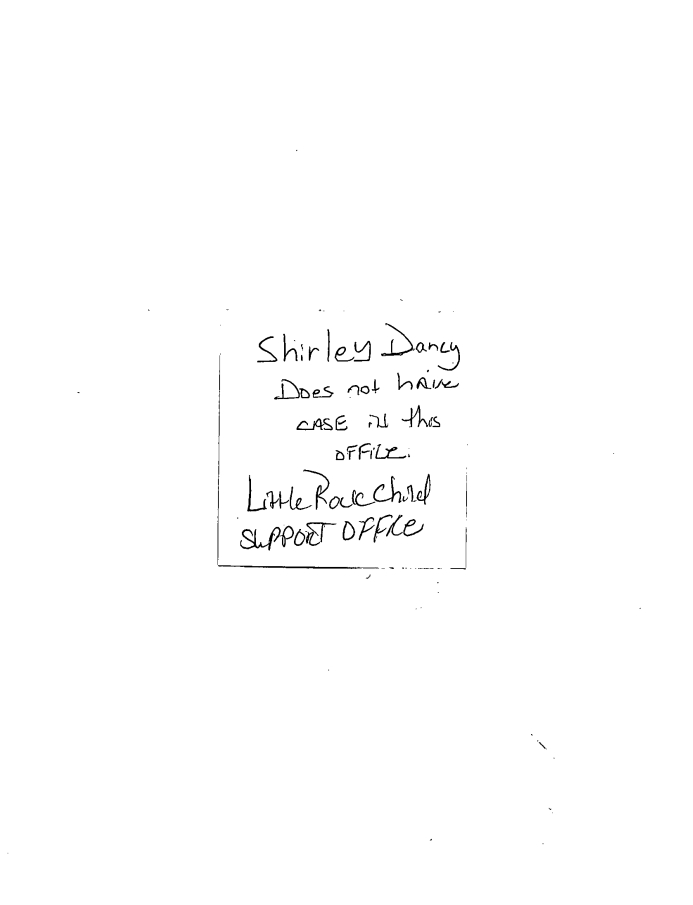 Shirley Dancy
Does not have
CASE in this
OFFICE.
Little Rock Child
SUPPORT OFFICE